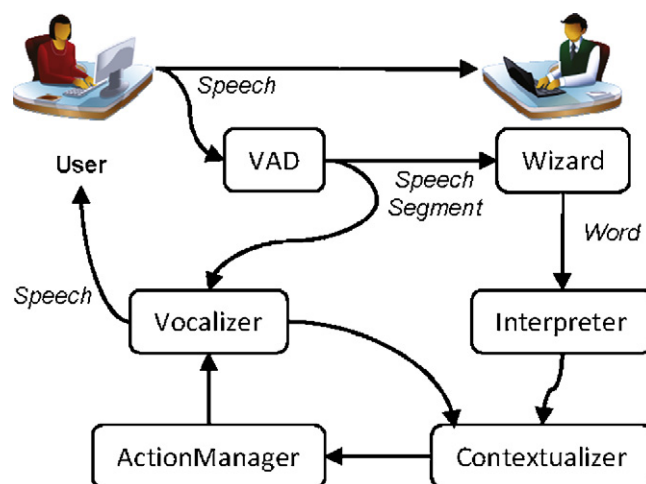 Speech
User
VAD
Speech
Segment
Wizard
Word
Speech
Vocalizer
Interpreter
ActionManager
Contextualizer